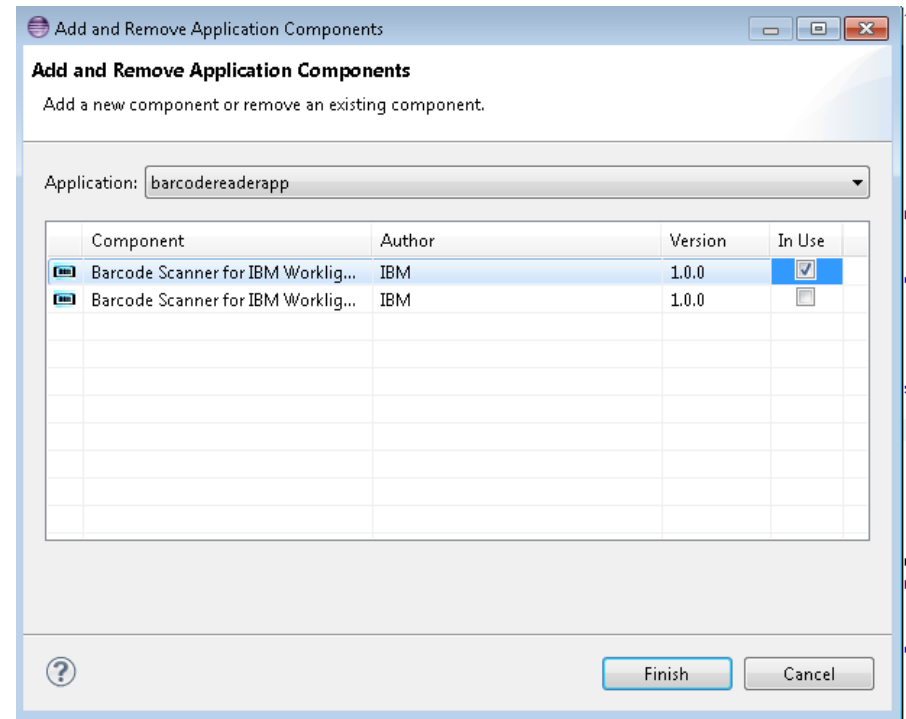 Add and Remove Application Components
Add and Remove Application Components
Add a new component or remove an existing component.
Application: barcodereaderapp
Component Author Version In Use
Barcode Scanner for IBM Worklig... IBM 1.0.0
Barcode Scanner for IBM Worklig... IBM 1.0.0
Finish Cancel